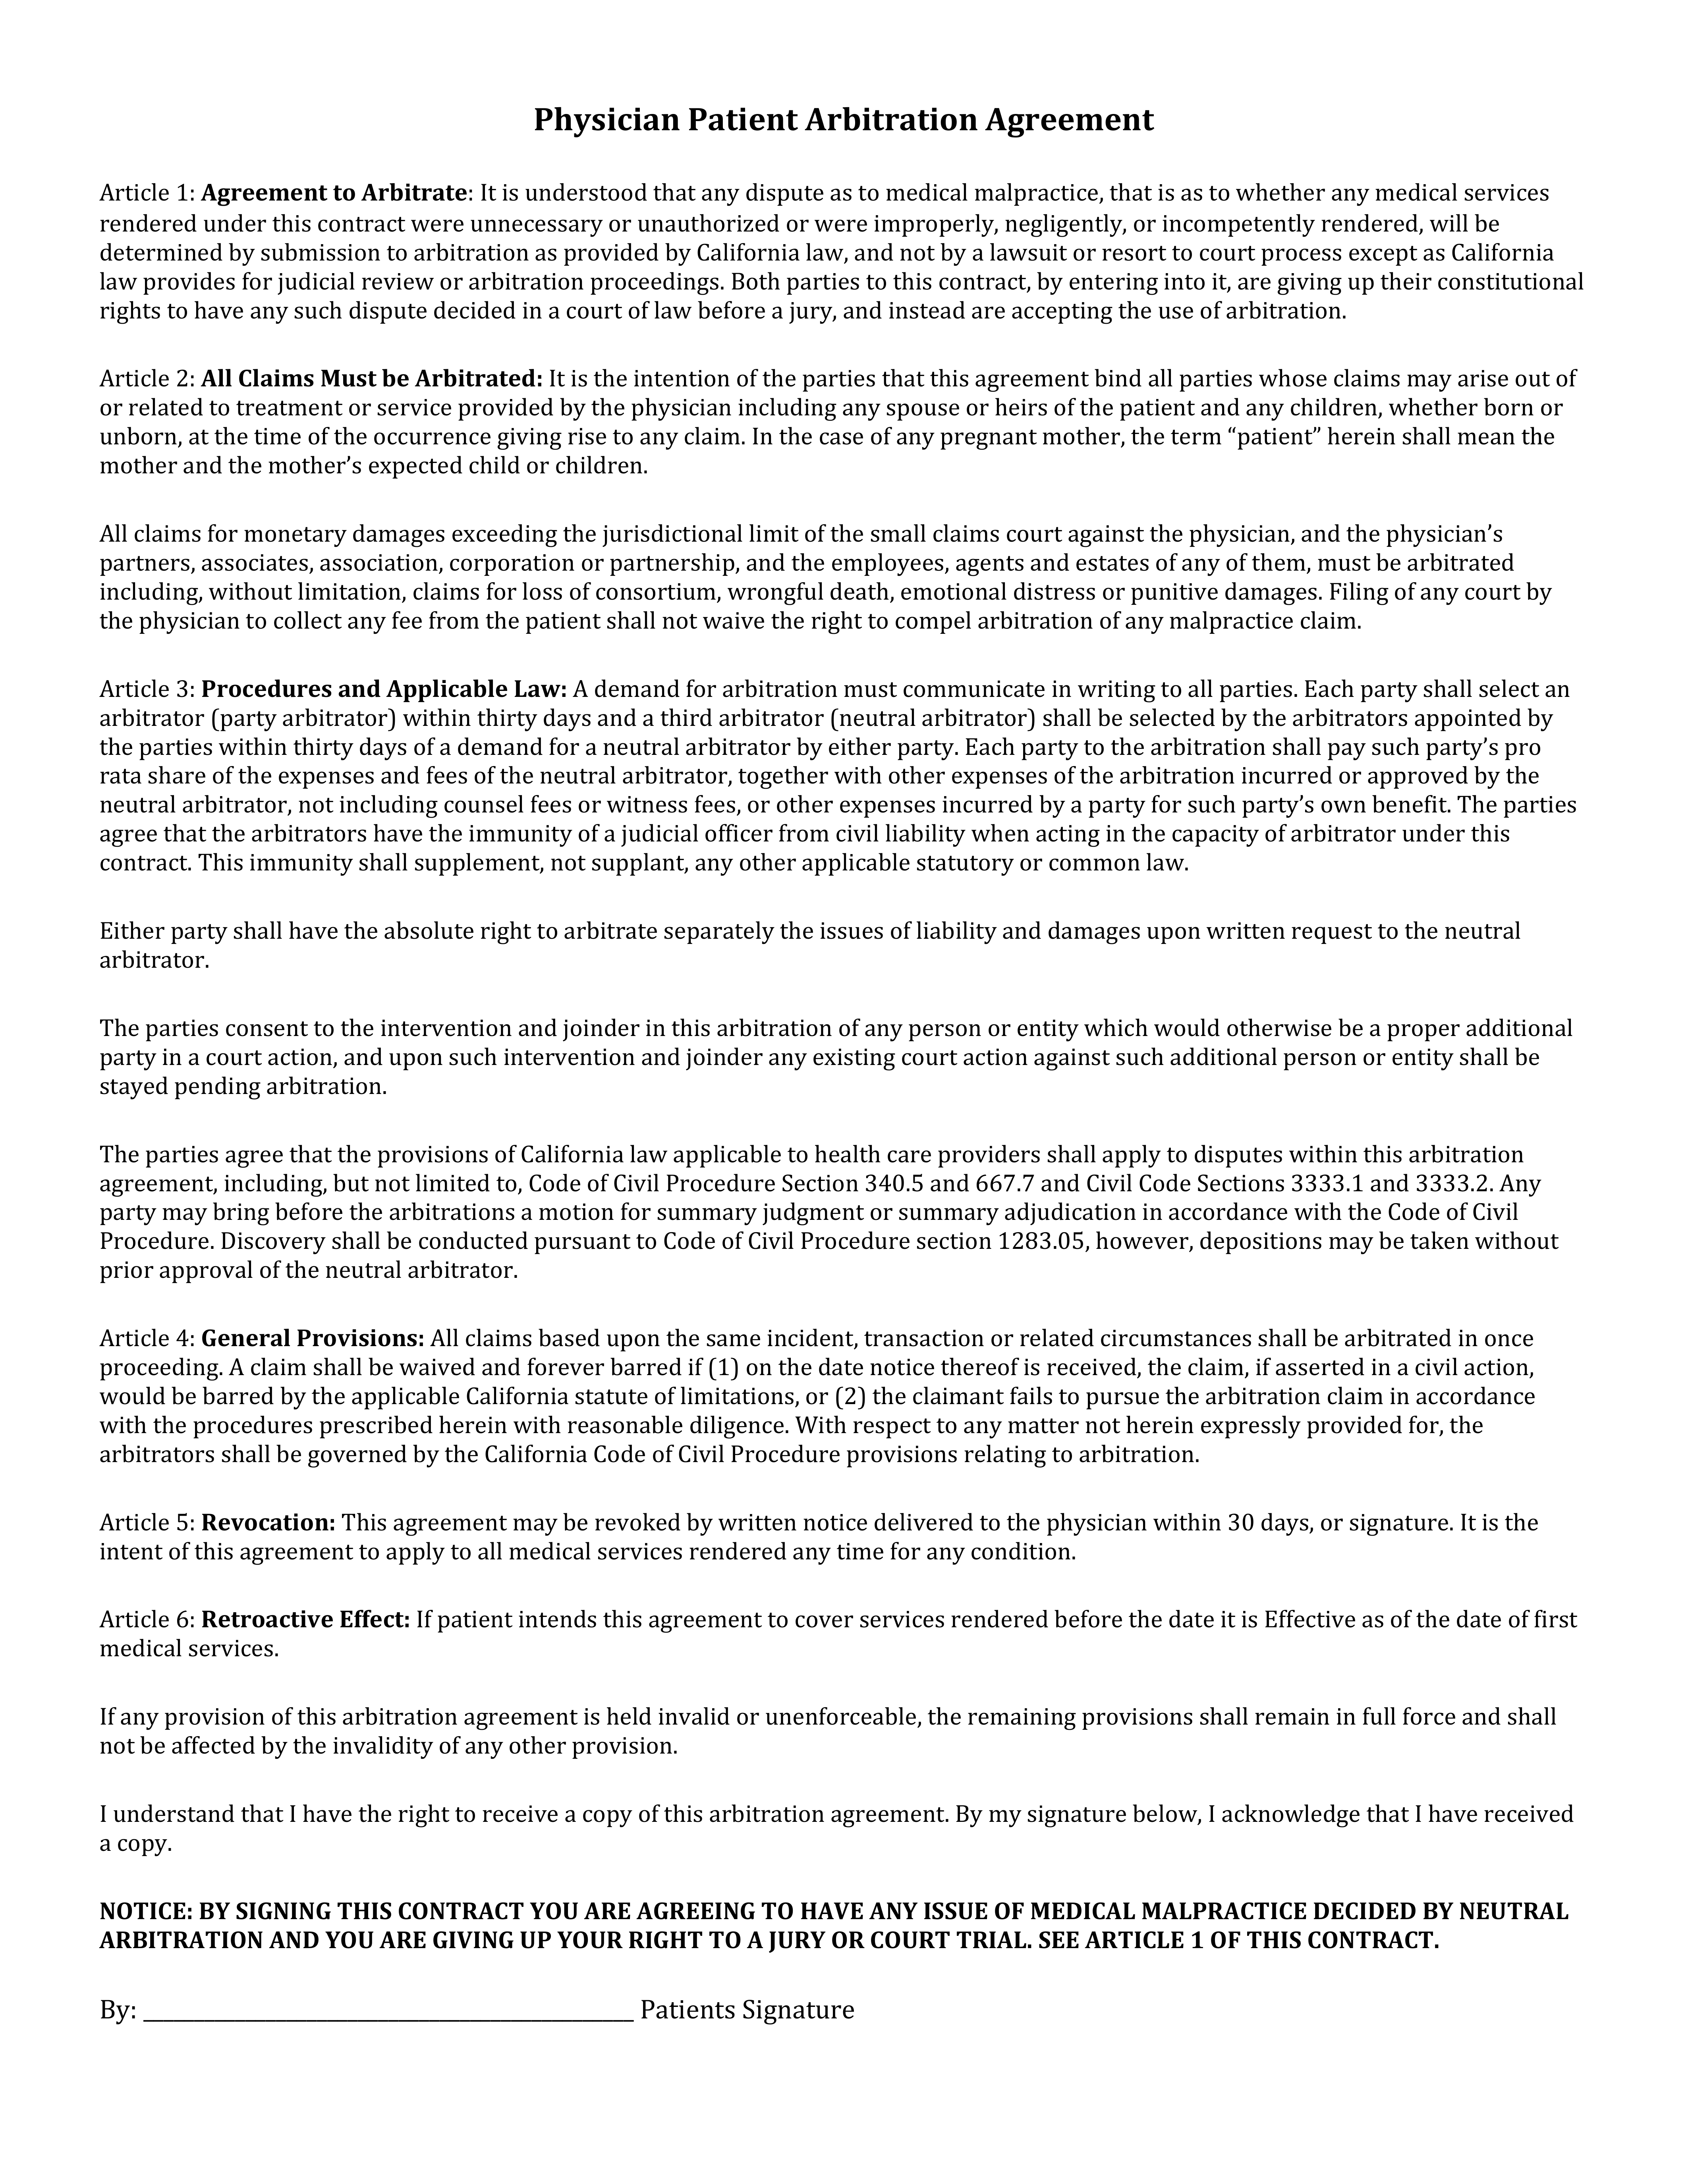 Physician Patient Arbitration Agreement
Article 1: Agreement to Arbitrate: It is understood that any dispute as to medical malpractice, that is as to whether any medical services
rendered under this contract were unnecessary or unauthorized or were improperly, negligently, or incompetently rendered, will be
determined by submission to arbitration as provided by California law, and not by a lawsuit or resort to court process except as California
law provides for judicial review or arbitration proceedings. Both parties to this contract, by entering into it, are giving up their constitutional
rights to have any such dispute decided in a court of law before a jury, and instead are accepting the use of arbitration.
Article 2: All Claims Must be Arbitrated: It is the intention of the parties that this agreement bind all parties whose claims may arise out of
or related to treatment or service provided by the physician including any spouse or heirs of the patient and any children, whether born or
unborn, at the time of the occurrence giving rise to any claim. In the case of any pregnant mother, the term “patient” herein shall mean the
mother and the mother’s expected child or children.
All claims for monetary damages exceeding the jurisdictional limit of the small claims court against the physician, and the physician’s
partners, associates, association, corporation or partnership, and the employees, agents and estates of any of them, must be arbitrated
including, without limitation, claims for loss of consortium, wrongful death, emotional distress or punitive damages. Filing of any court by
the physician to collect any fee from the patient shall not waive the right to compel arbitration of any malpractice claim.
Article 3: Procedures and Applicable Law: A demand for arbitration must communicate in writing to all parties. Each party shall select an
arbitrator (party arbitrator) within thirty days and a third arbitrator (neutral arbitrator) shall be selected by the arbitrators appointed by
the parties within thirty days of a demand for a neutral arbitrator by either party. Each party to the arbitration shall pay such party’s pro
rata share of the expenses and fees of the neutral arbitrator, together with other expenses of the arbitration incurred or approved by the
neutral arbitrator, not including counsel fees or witness fees, or other expenses incurred by a party for such party’s own benefit. The parties
agree that the arbitrators have the immunity of a judicial officer from civil liability when acting in the capacity of arbitrator under this
contract. This immunity shall supplement, not supplant, any other applicable statutory or common law.
Either party shall have the absolute right to arbitrate separately the issues of liability and damages upon written request to the neutral
arbitrator.
The parties consent to the intervention and joinder in this arbitration of any person or entity which would otherwise be a proper additional
party in a court action, and upon such intervention and joinder any existing court action against such additional person or entity shall be
stayed pending arbitration.
The parties agree that the provisions of California law applicable to health care providers shall apply to disputes within this arbitration
agreement, including, but not limited to, Code of Civil Procedure Section 340.5 and 667.7 and Civil Code Sections 3333.1 and 3333.2. Any
party may bring before the arbitrations a motion for summary judgment or summary adjudication in accordance with the Code of Civil
Procedure. Discovery shall be conducted pursuant to Code of Civil Procedure section 1283.05, however, depositions may be taken without
prior approval of the neutral arbitrator.
Article 4: General Provisions: All claims based upon the same incident, transaction or related circumstances shall be arbitrated in once
proceeding. A claim shall be waived and forever barred if (1) on the date notice thereof is received, the claim, if asserted in a civil action,
would be barred by the applicable California statute of limitations, or (2) the claimant fails to pursue the arbitration claim in accordance
with the procedures prescribed herein with reasonable diligence. With respect to any matter not herein expressly provided for, the
arbitrators shall be governed by the California Code of Civil Procedure provisions relating to arbitration.
Article 5: Revocation: This agreement may be revoked by written notice delivered to the physician within 30 days, or signature. It is the
intent of this agreement to apply to all medical services rendered any time for any condition.
Article 6: Retroactive Effect: If patient intends this agreement to cover services rendered before the date it is Effective as of the date of first
medical services.
If any provision of this arbitration agreement is held invalid or unenforceable, the remaining provisions shall remain in full force and shall
not be affected by the invalidity of any other provision.
I understand that I have the right to receive a copy of this arbitration agreement. By my signature below, I acknowledge that I have received
a copy.
NOTICE: BY SIGNING THIS CONTRACT YOU ARE AGREEING TO HAVE ANY ISSUE OF MEDICAL MALPRACTICE DECIDED BY NEUTRAL
ARBITRATION AND YOU ARE GIVING UP YOUR RIGHT TO A JURY OR COURT TRIAL. SEE ARTICLE 1 OF THIS CONTRACT.
By: ______________________________________ Patients Signature